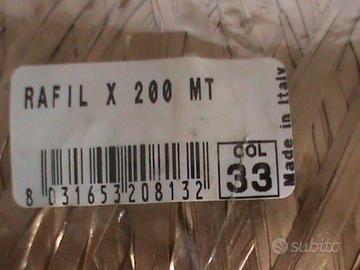 RAFIL X 200 MT
COL
33
Made in Italy
8 031653 208132
subito